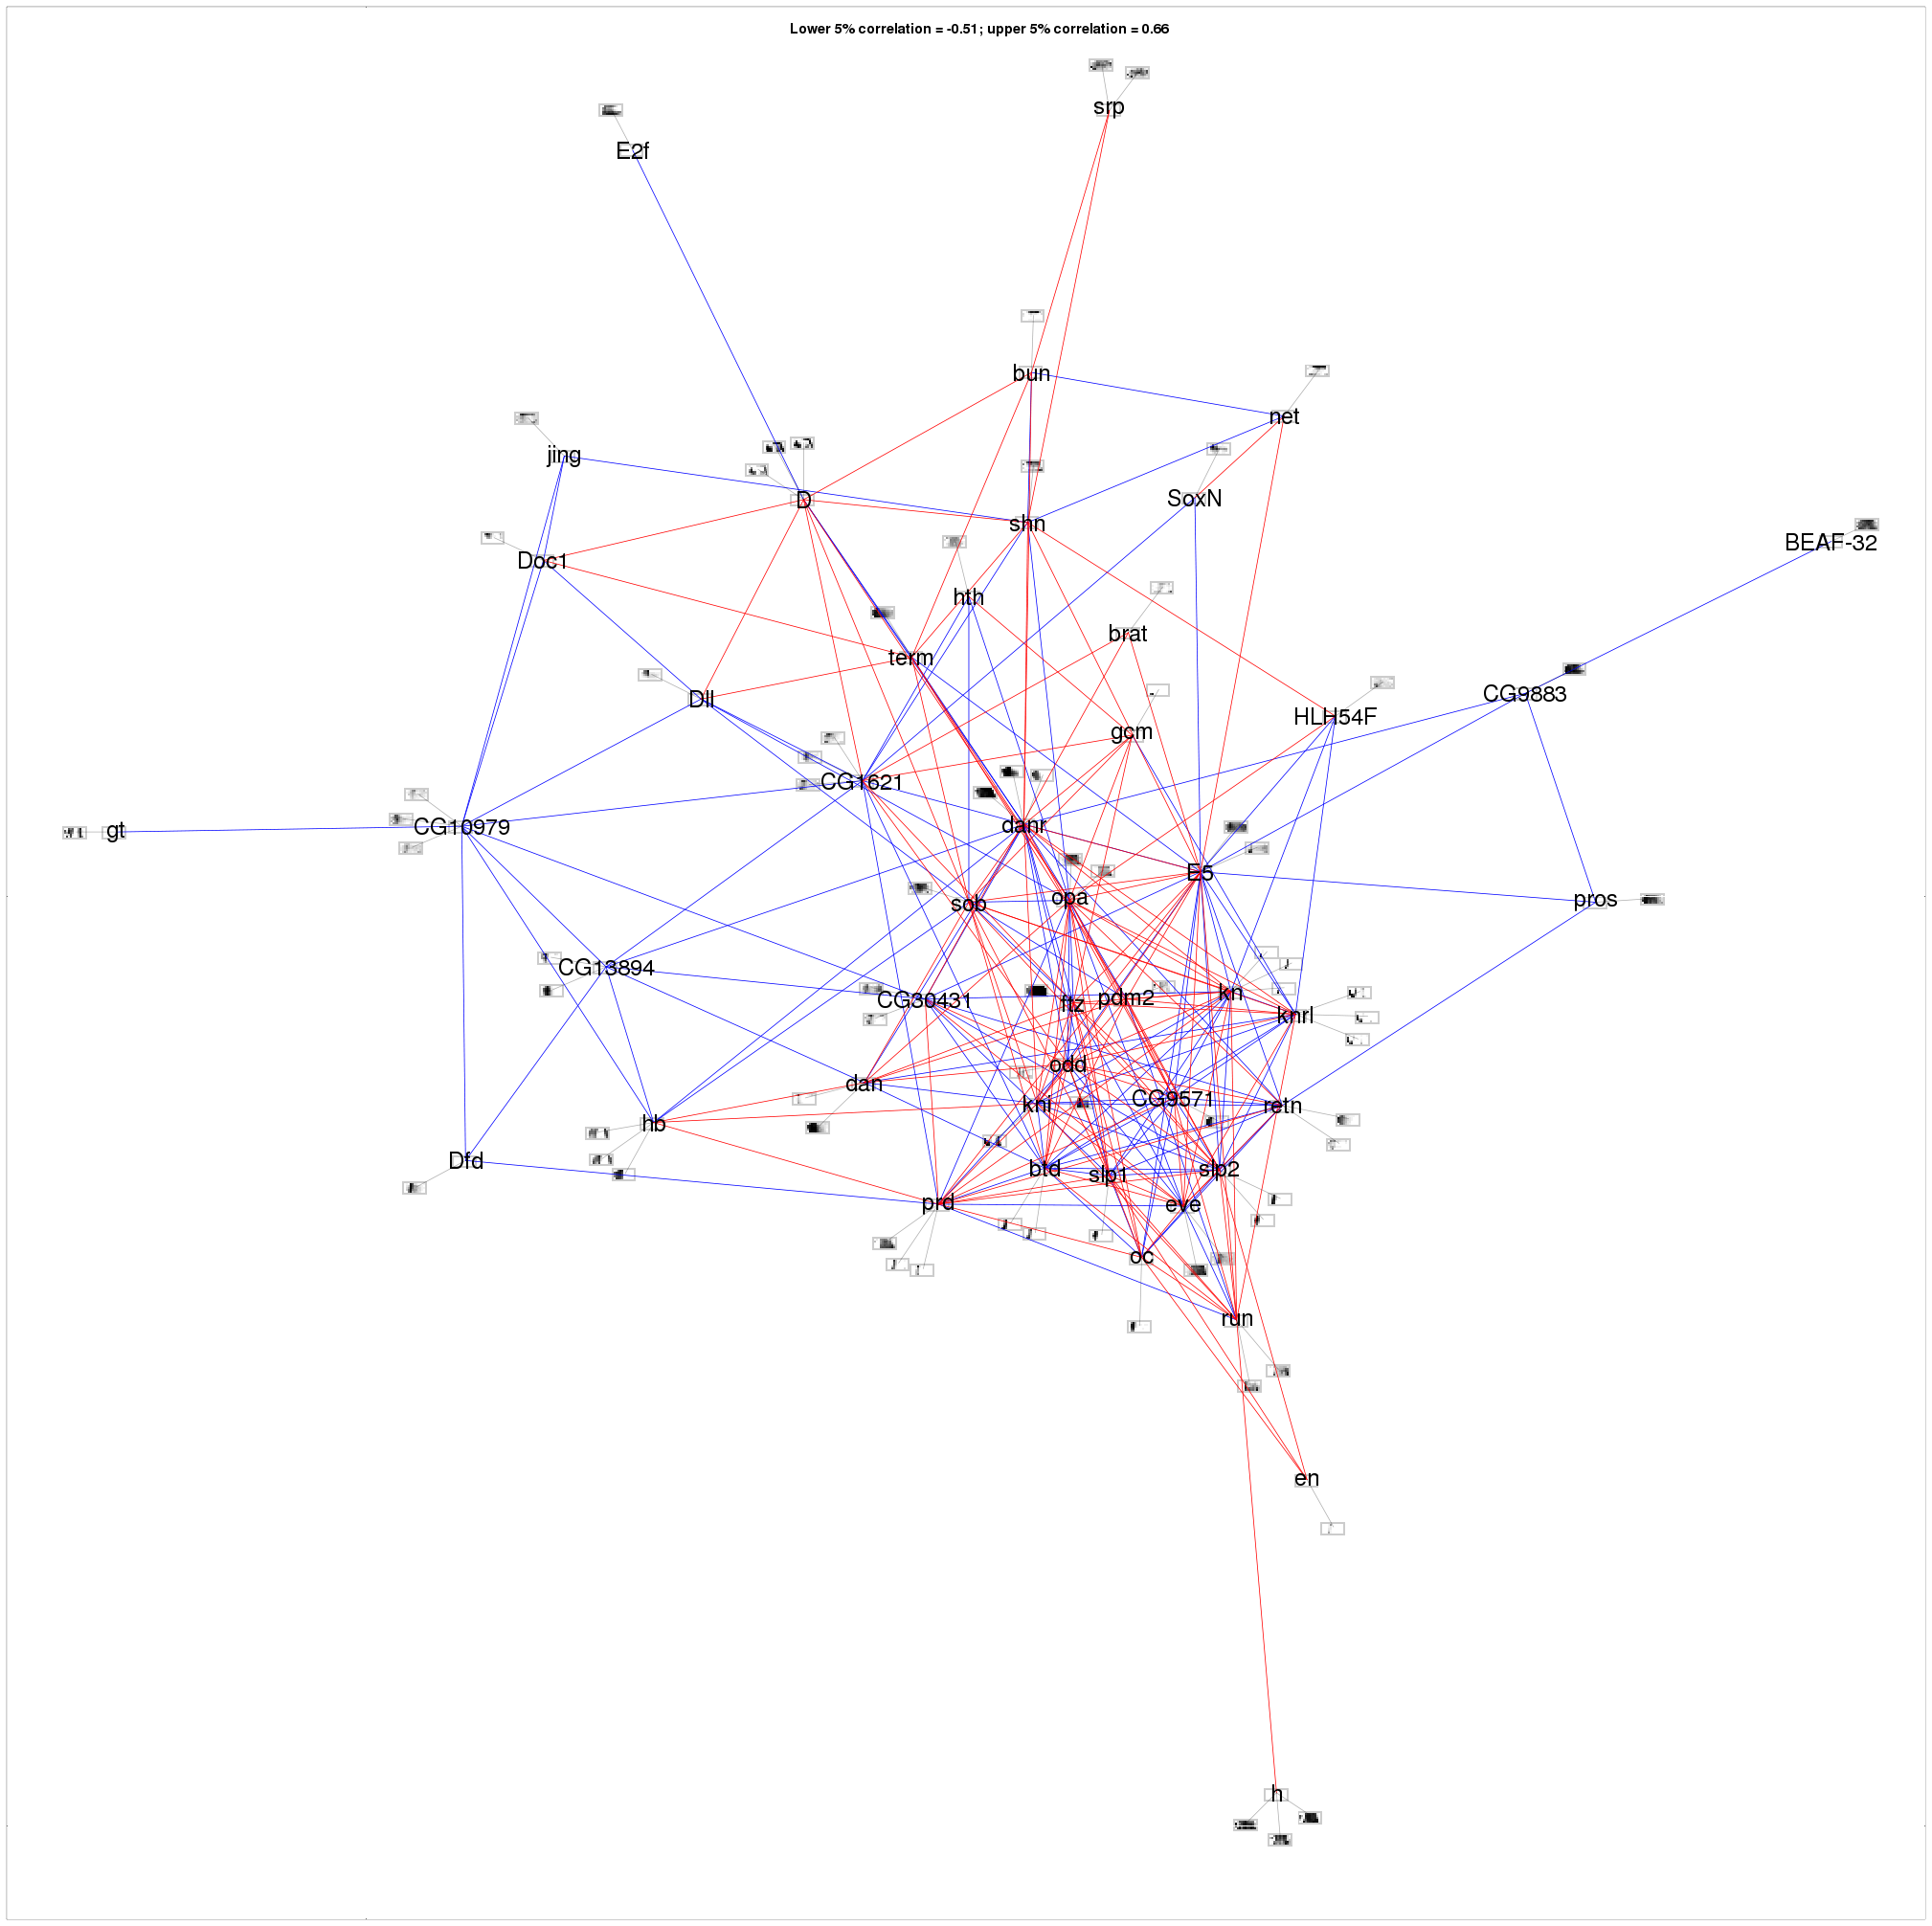 Lower 5% correlation = -0.51; upper 5% correlation = 0.66
srp
E2f
bun
net
jing
D
SoxN
shn
BEAF-32
Doc1
hth
brat
term
Dll
CG9883
HLH54F
gcm
CG1621
danr
CG10979
gt
E5
opa
sob
pros
CG13894
kn
pdm2
CG30431
ftz
knrl
odd
dan
CG9571
kni
retn
hb
Dfd
btd
slp2
slp1
prd
eve
oc
run
en
h